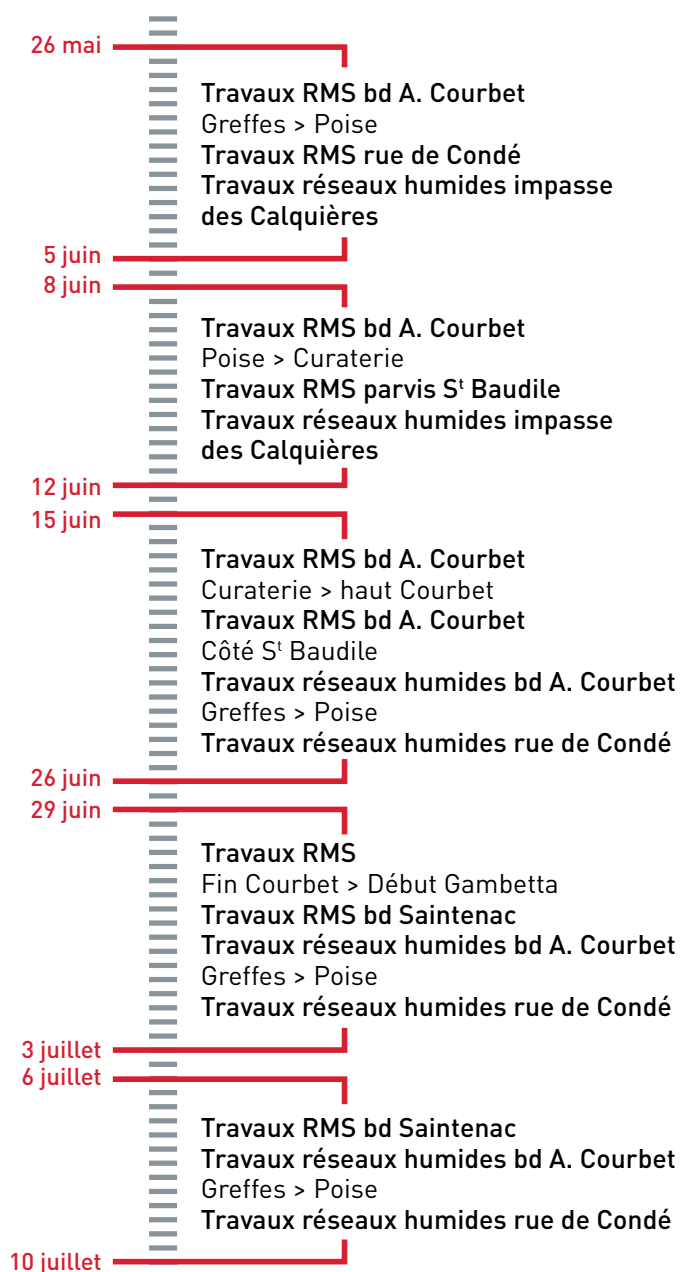 26 mai
Travaux RMS bd A. Courbet
Greffes > Poise
Travaux RMS rue de Condé
Travaux réseaux humides impasse
des Calquières
5 juin
8 juin
Travaux RMS bd A. Courbet
Poise > Curaterie
Travaux RMS parvis Sᵗ Baudile
Travaux réseaux humides impasse
des Calquières
12 juin
15 juin
Travaux RMS bd A. Courbet
Curaterie > haut Courbet
Travaux RMS bd A. Courbet
Côté Sᵗ Baudile
Travaux réseaux humides bd A. Courbet
Greffes > Poise
Travaux réseaux humides rue de Condé
26 juin
29 juin
Travaux RMS
Fin Courbet > Début Gambetta
Travaux RMS bd Saintenac
Travaux réseaux humides bd A. Courbet
Greffes > Poise
Travaux réseaux humides rue de Condé
3 juillet
6 juillet
Travaux RMS bd Saintenac
Travaux réseaux humides bd A. Courbet
Greffes > Poise
Travaux réseaux humides rue de Condé
10 juillet